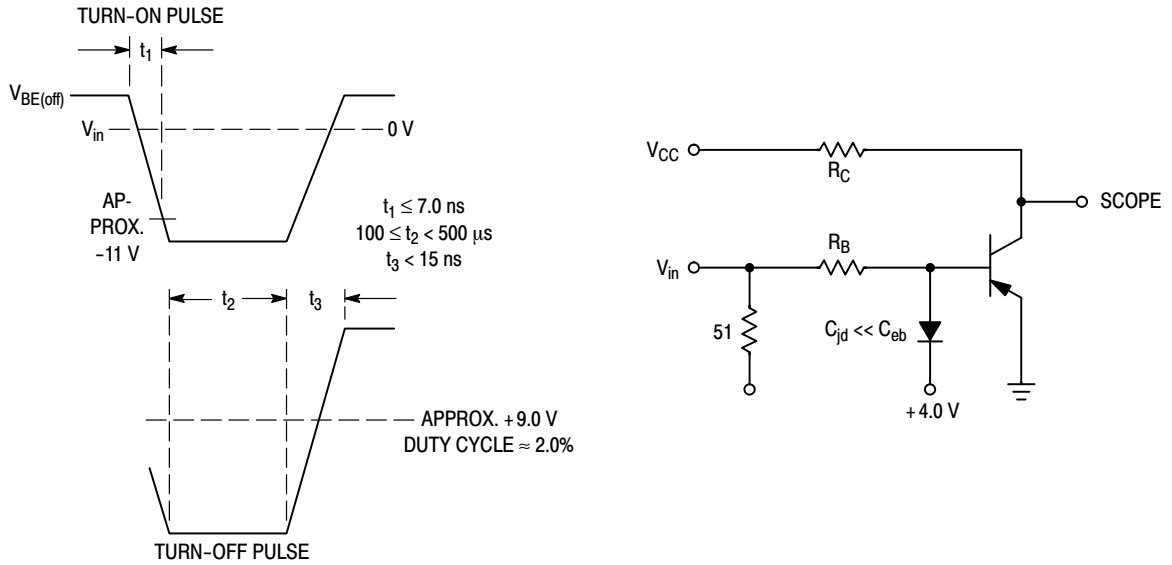 TURN-ON PULSE
t1
VBE(off)
Vin
0 V
AP-
PROX.
-11 V
t1 ≤ 7.0 ns
100 ≤ t2 < 500 μs
t3 < 15 ns
t2
t3
APPROX. +9.0 V
DUTY CYCLE ≈ 2.0%
TURN-OFF PULSE
VCC
RC
SCOPE
Vin
RB
51
Cjd << Ceb
+4.0 V